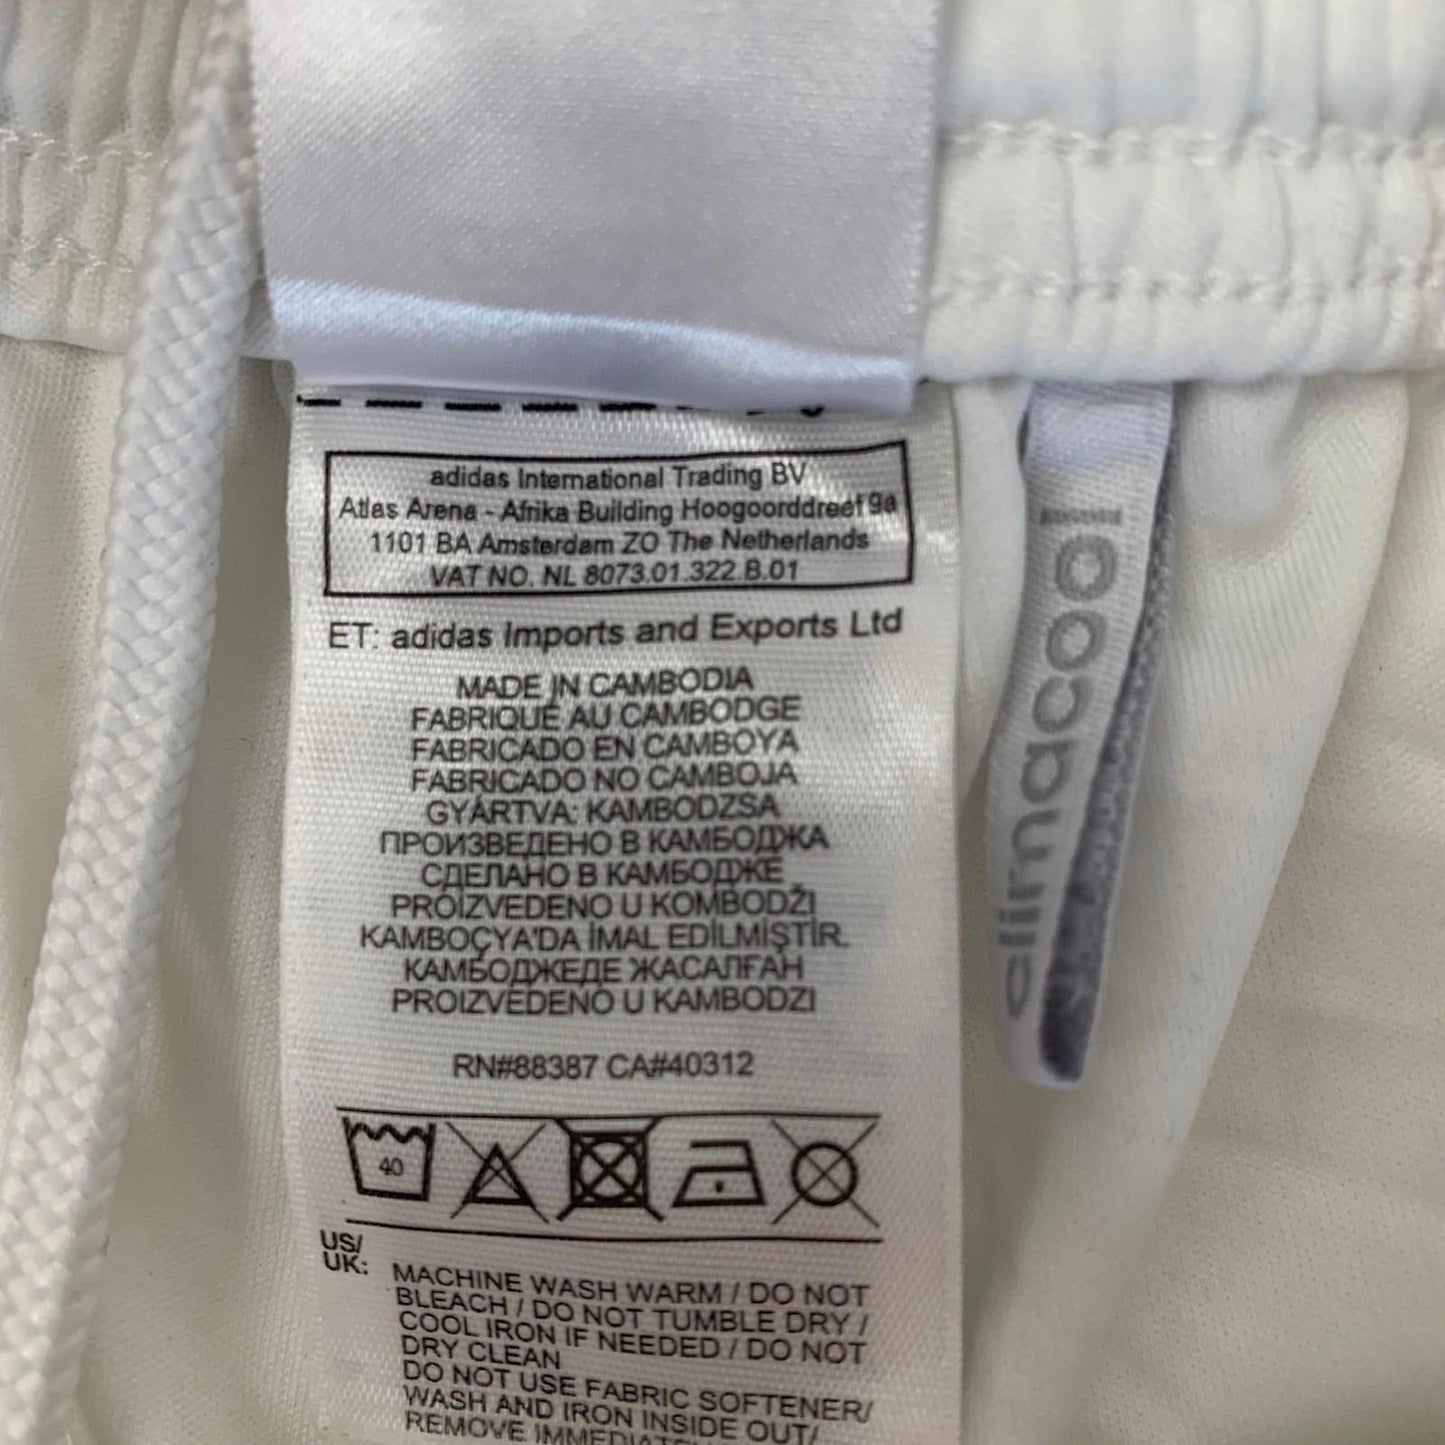 adidas International Trading BV
Atlas Arena - Afrika Building Hoogoorddreef 9a
1101 BA Amsterdam ZO The Netherlands
VAT NO. NL 8073.01.322.B.01
ET: adidas Imports and Exports Ltd
MADE IN CAMBODIA
FABRIQUÉ AU CAMBODGE
FABRICADO EN CAMBOYA
FABRICADO NO CAMBOJA
GYÁRTVA: KAMBODZSA
ПРОИЗВЕДЕНО В КАМБОДЖА
СДЕЛАНО В КАМБОДЖЕ
PROIZVEDENO U KOMBODŽI
KAMBOÇYA'DA İMAL EDİLMİŞTİR.
КАМБОДЖЕДЕ ЖАСАЛҒАН
PROIZVEDENO U KAMBODZI
RN#88387 CA#40312
40
US/
UK:
MACHINE WASH WARM / DO NOT
BLEACH / DO NOT TUMBLE DRY /
COOL IRON IF NEEDED / DO NOT
DRY CLEAN
DO NOT USE FABRIC SOFTENER/
WASH AND IRON INSIDE OUT/
REMOVE
climacool